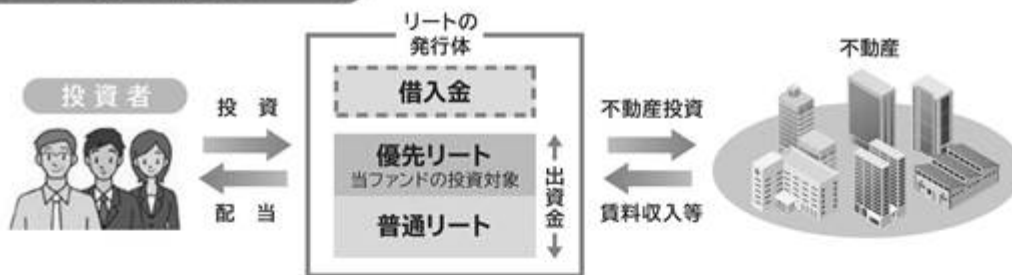 リートの
発行体
不動産
投資者
投資
借入金
不動産投資
優先リート
当ファンドの投資対象
出資金
配当
普通リート
賃料収入等